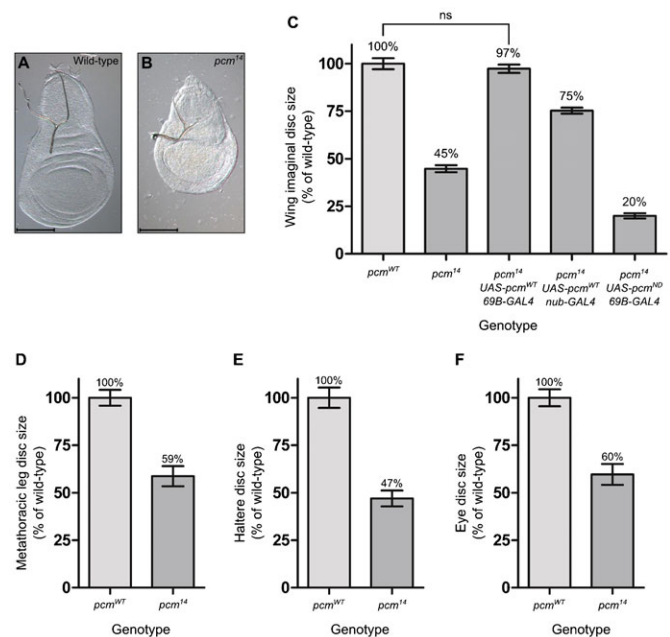 A Wild-type
B pcm14
C
ns
100%
45%
97%
75%
20%
Wing imaginal disc size
(% of wild-type)
100
75
50
25
0
pcmWT
pcm14
pcm14
UAS-pcmWT
69B-GAL4
pcm14
UAS-pcmWT
nub-GAL4
pcm14
UAS-pcmND
69B-GAL4
Genotype
D
Metathoracic leg disc size
(% of wild-type)
100
75
50
25
0
100%
59%
pcmWT
pcm14
Genotype
E
Haltere disc size
(% of wild-type)
100
75
50
25
0
100%
47%
pcmWT
pcm14
Genotype
F
Eye disc size
(% of wild-type)
100
75
50
25
0
100%
60%
pcmWT
pcm14
Genotype